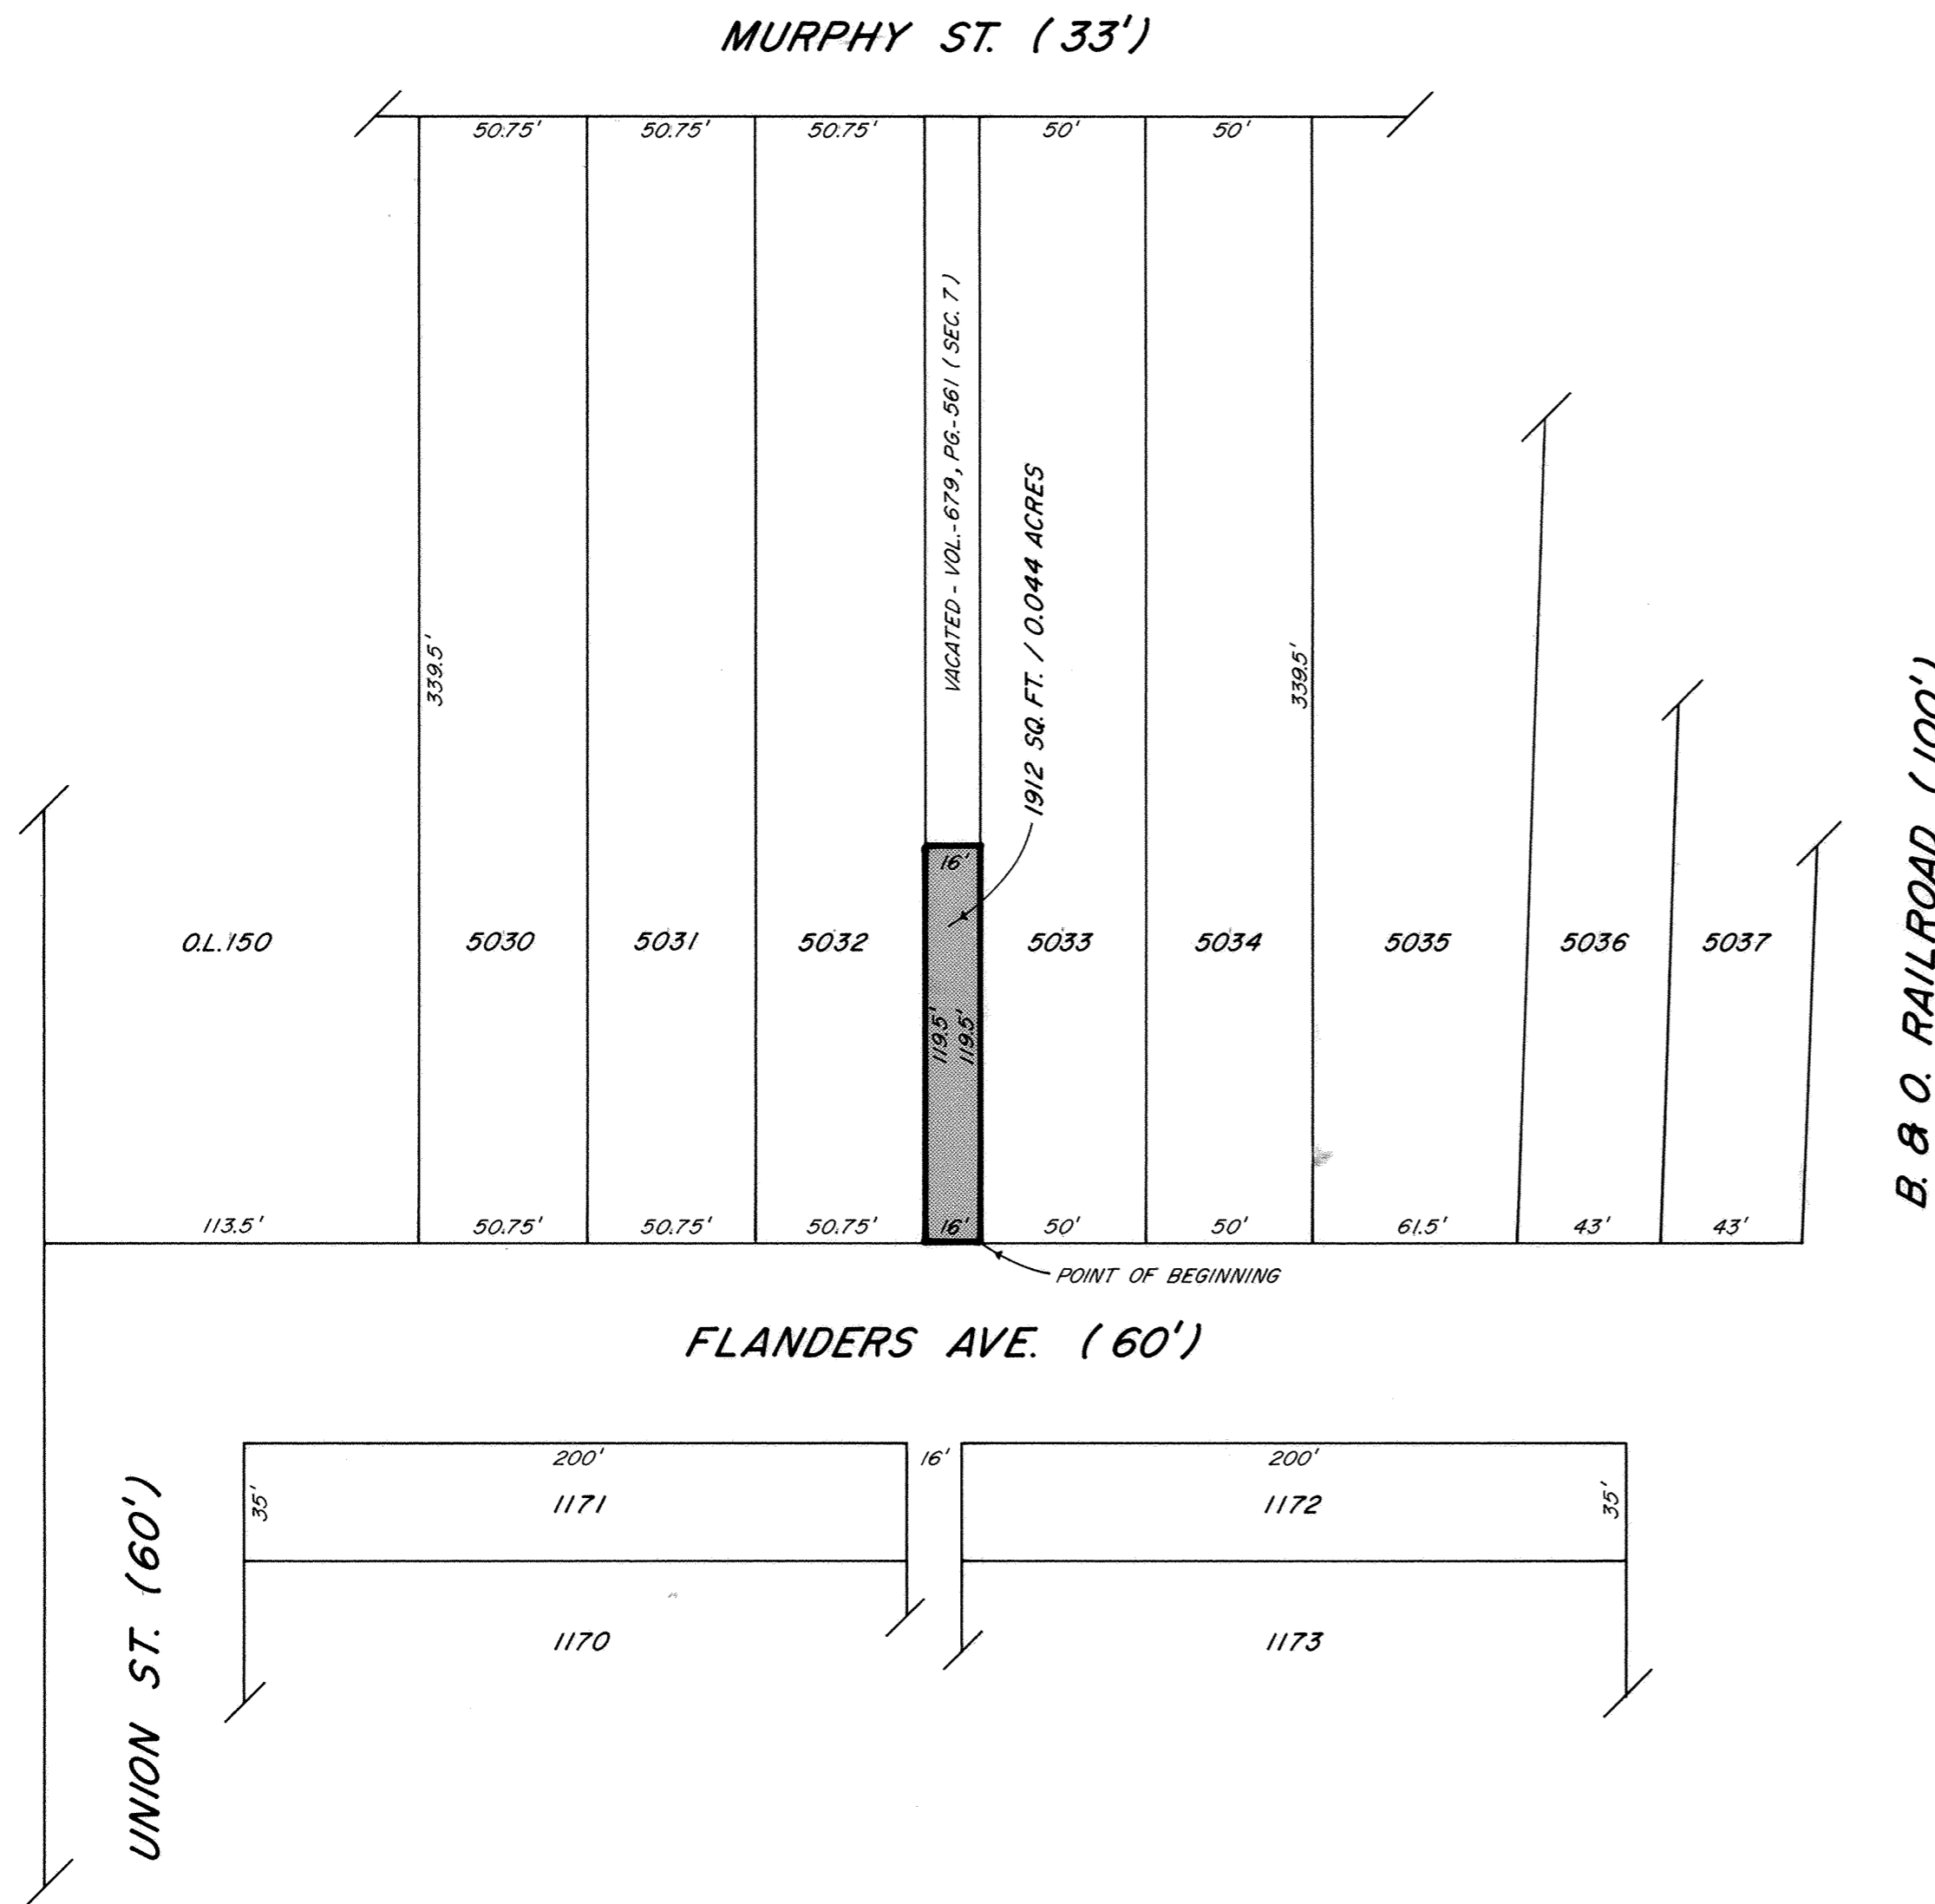 MURPHY ST. (33')
50.75' 50.75' 50.75' 50' 50'
VACATED - VOL.-679, PG.-561 (SEC. 7)
1912 SQ. FT. / 0.044 ACRES
339.5' 339.5'
B. & O. RAILROAD (100')
16'
O.L.150 5030 5031 5032 5033 5034 5035 5036 5037
119.5' 119.5'
113.5' 50.75' 50.75' 50.75' 16' 50' 50' 61.5' 43' 43'
POINT OF BEGINNING
FLANDERS AVE. (60')
200' 16' 200'
35' 1171 1172 35'
UNION ST. (60')
1170 1173